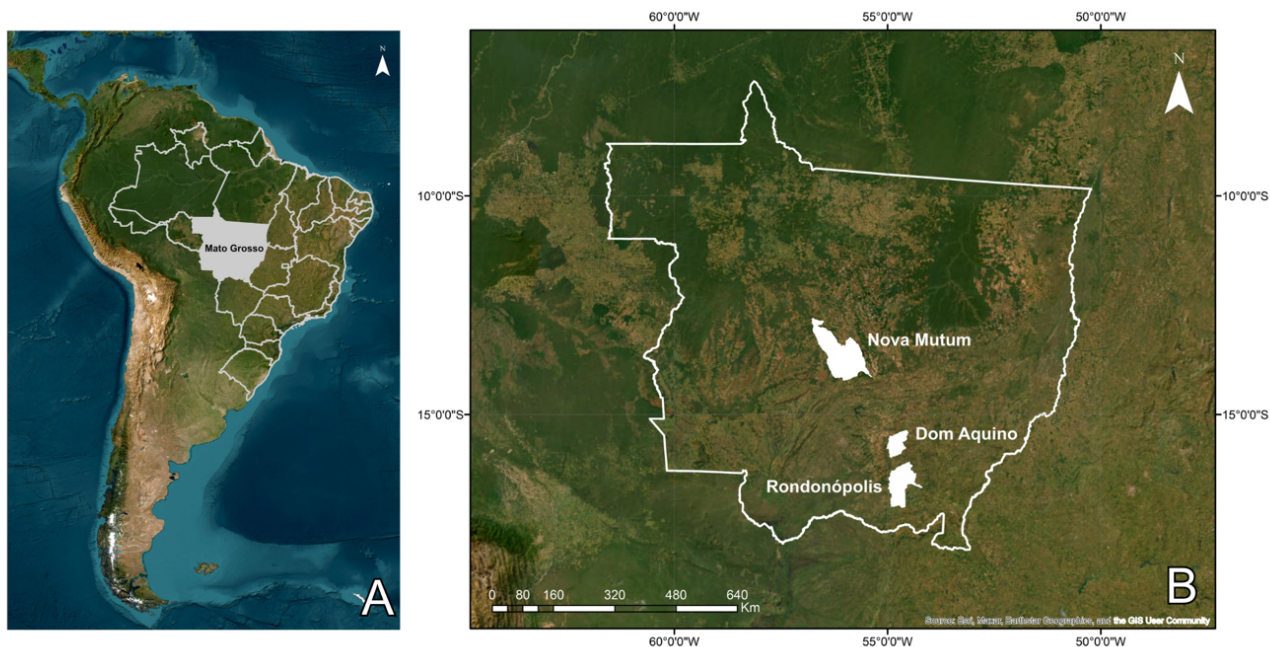 N
Mato Grosso
A
60°0'0"W 55°0'0"W 50°0'0"W
N
10°0'0"S 10°0'0"S
Nova Mutum
15°0'0"S 15°0'0"S
Dom Aquino
Rondonópolis
0 80 160 320 480 640
Km
B
Source: Esri, Maxar, Earthstar Geographics, and the GIS User Community
60°0'0"W 55°0'0"W 50°0'0"W